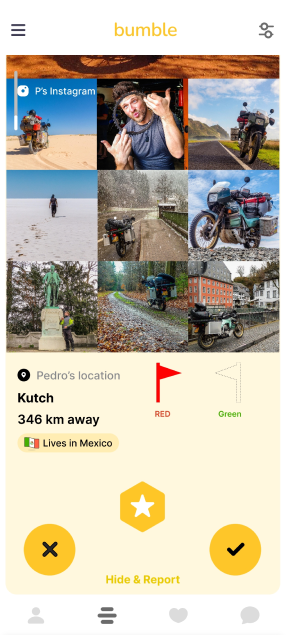 bumble
P's Instagram
Pedro's location
Kutch
346 km away
Lives in Mexico
RED
Green
Hide & Report